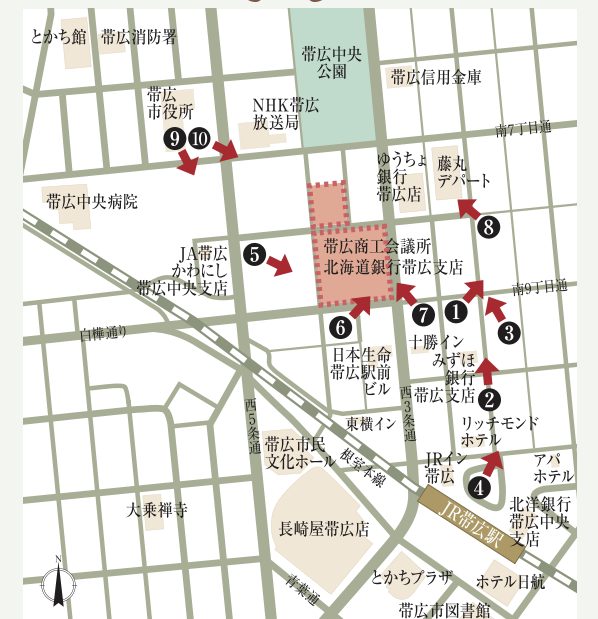 とかち館
帯広消防署
帯広中央
公園
帯広信用金庫
帯広
市役所
NHK帯広
放送局
南7丁目通
❾
❿
ゆうちょ
銀行
帯広店
藤丸
デパート
帯広中央病院
❽
JA帯広
かわにし
帯広中央支店
❺
帯広商工会議所
北海道銀行帯広支店
南9丁目通
❻
❼
❶
❸
白樺通り
日本生命
帯広駅前
ビル
十勝イン
みずほ
銀行
帯広支店
❷
西5条通
西3条通
東横イン
リッチモンド
ホテル
帯広市民
文化ホール
根室本線
JRイン
帯広
❹
アパ
ホテル
大乗禅寺
長崎屋帯広店
JR帯広駅
北洋銀行
帯広中央
支店
N
青葉通
とかちプラザ
ホテル日航
帯広市図書館